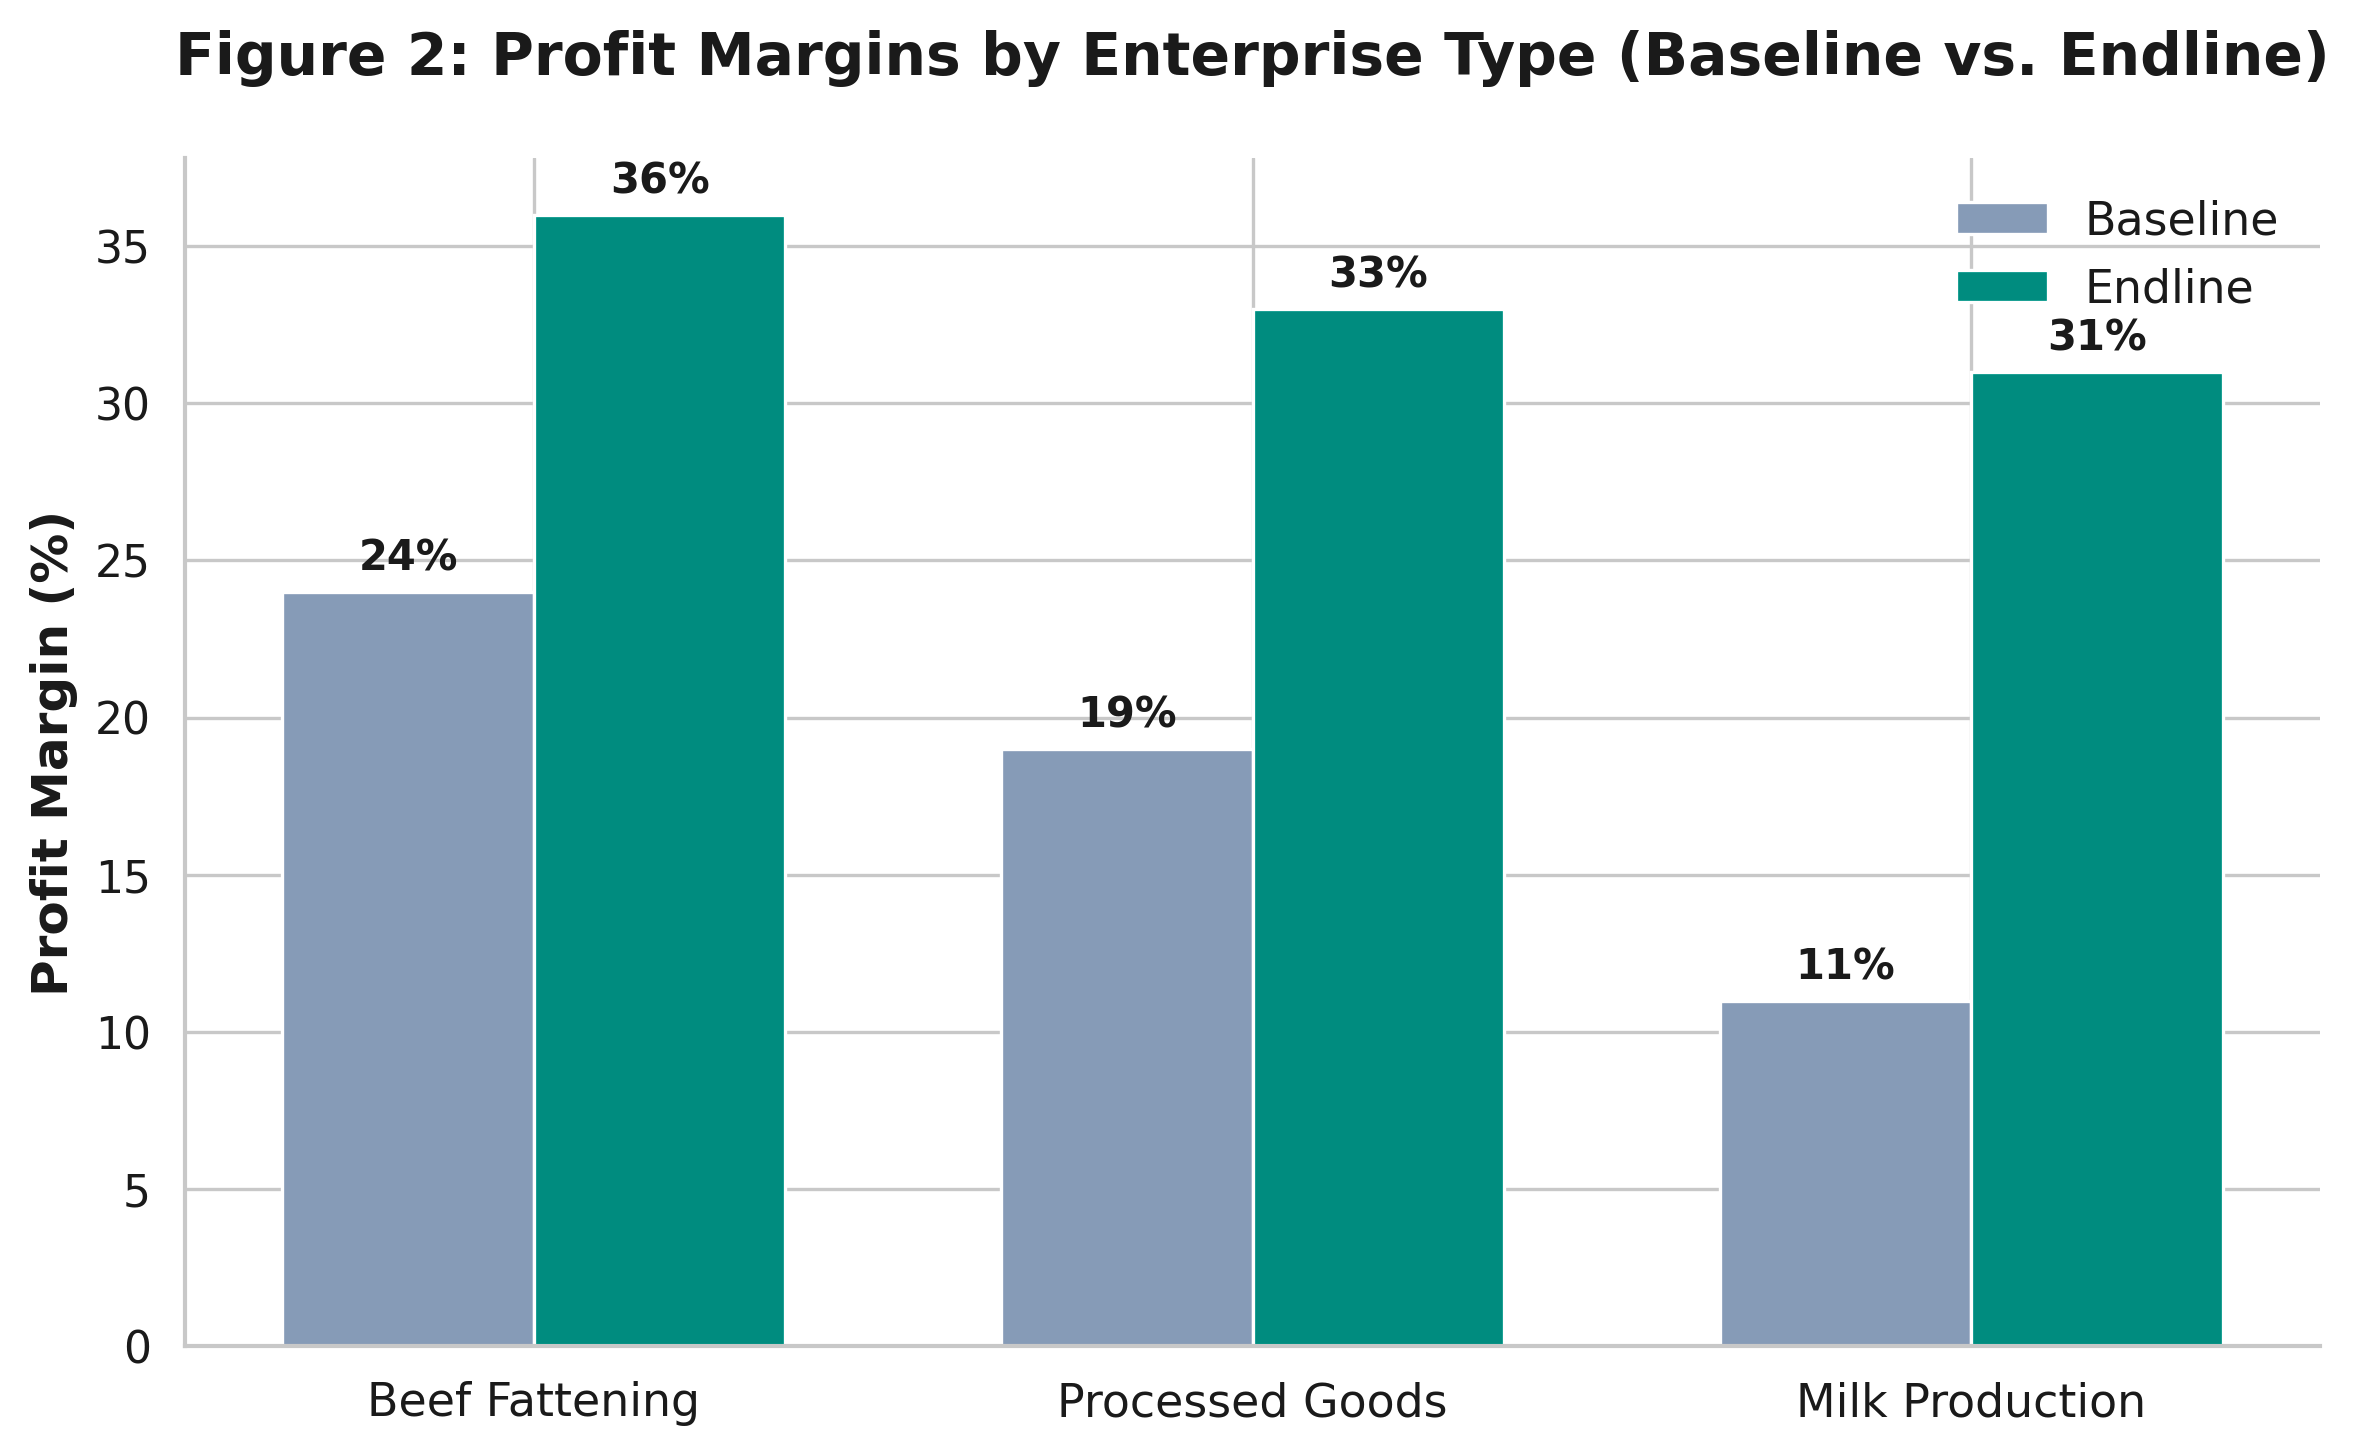 Figure 2: Profit Margins by Enterprise Type (Baseline vs. Endline)
Profit Margin (%)
35
30
25
20
15
10
5
0
36%
24%
33%
19%
31%
11%
Baseline
Endline
Beef Fattening
Processed Goods
Milk Production